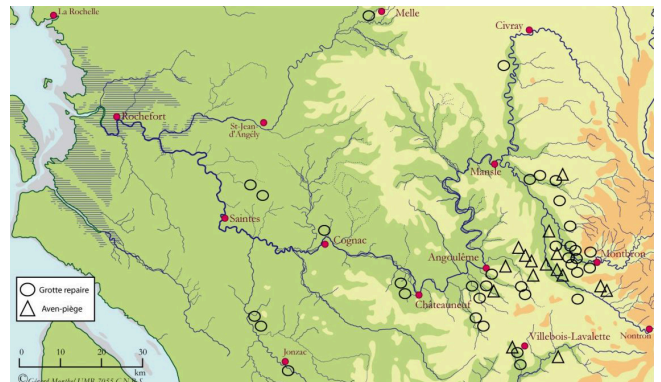 La Rochelle
Melle
Civray
Rochefort
St-Jean
d'Angély
Mansle
Saintes
Cognac
Angoulême
Montbron
Châteauneuf
Grotte repaire
Aven-piège
Villebois-Lavalette
Nontron
Jonzac
0 10 20 30
km